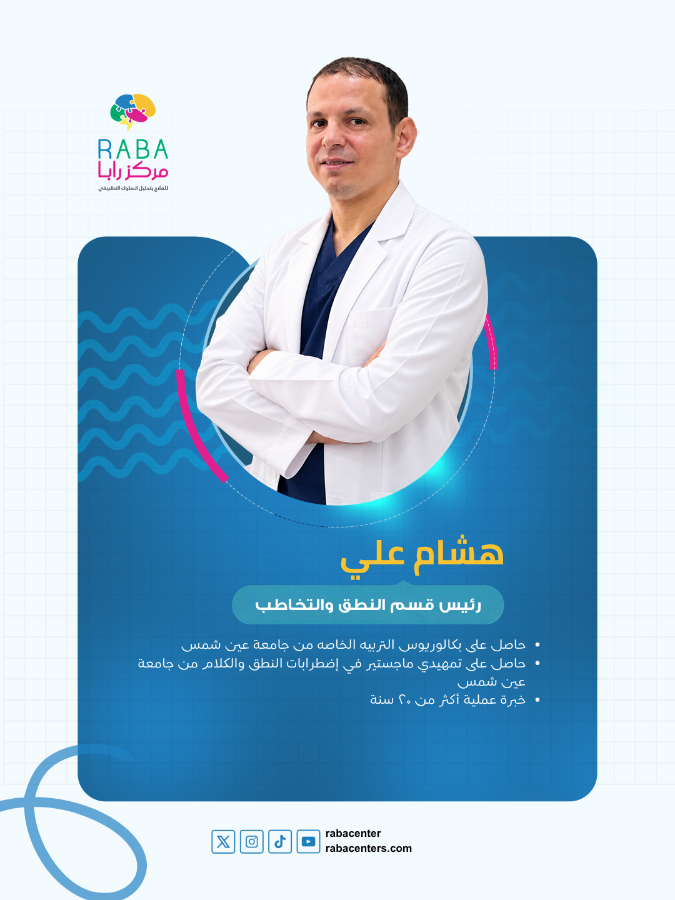 RABA
مركز رابا
للعلاج بتحليل السلوك التطبيقي
هشام علي
رئيس قسم النطق والتخاطب
• حاصل على بكالوريوس التربيه الخاصه من جامعة عين شمس
• حاصل على تمهيدي ماجستير في إضطرابات النطق والكلام من جامعة
عين شمس
• خبرة عملية أكثر من ٢٠ سنة
rabacenter
rabacenters.com